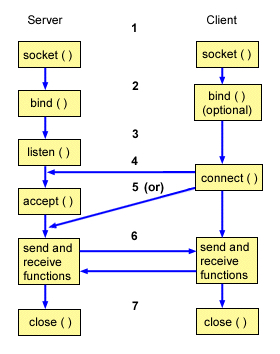 Server 1 Client
socket ( ) socket ( )
2
bind ( ) bind ( )
(optional)
3
listen ( )
4
connect ( )
5 (or)
accept ( )
6
send and
receive
functions
send and
receive
functions
7
close ( ) close ( )